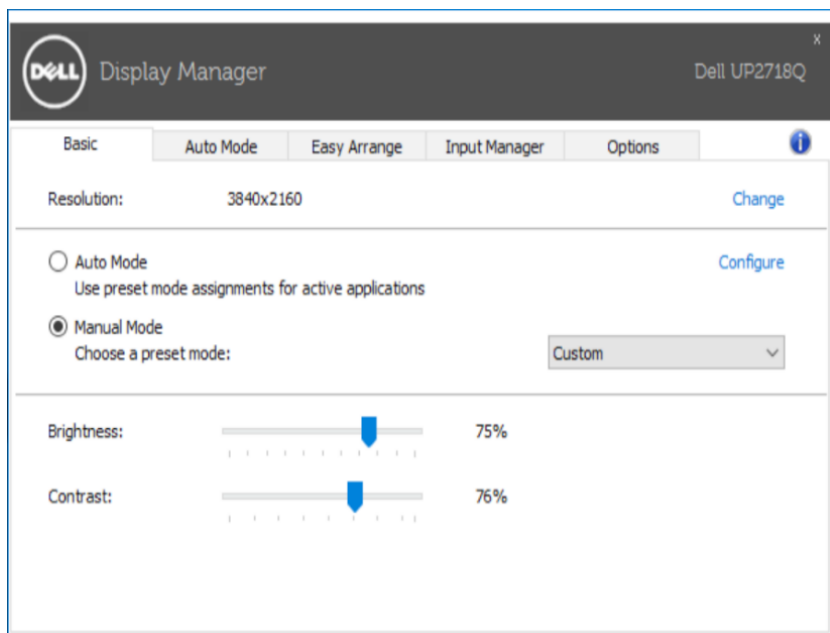 DELL Display Manager Dell UP2718Q x
Basic Auto Mode Easy Arrange Input Manager Options i
Resolution: 3840x2160 Change
Auto Mode Configure
Use preset mode assignments for active applications
Manual Mode
Choose a preset mode: Custom
Brightness: 75%
Contrast: 76%